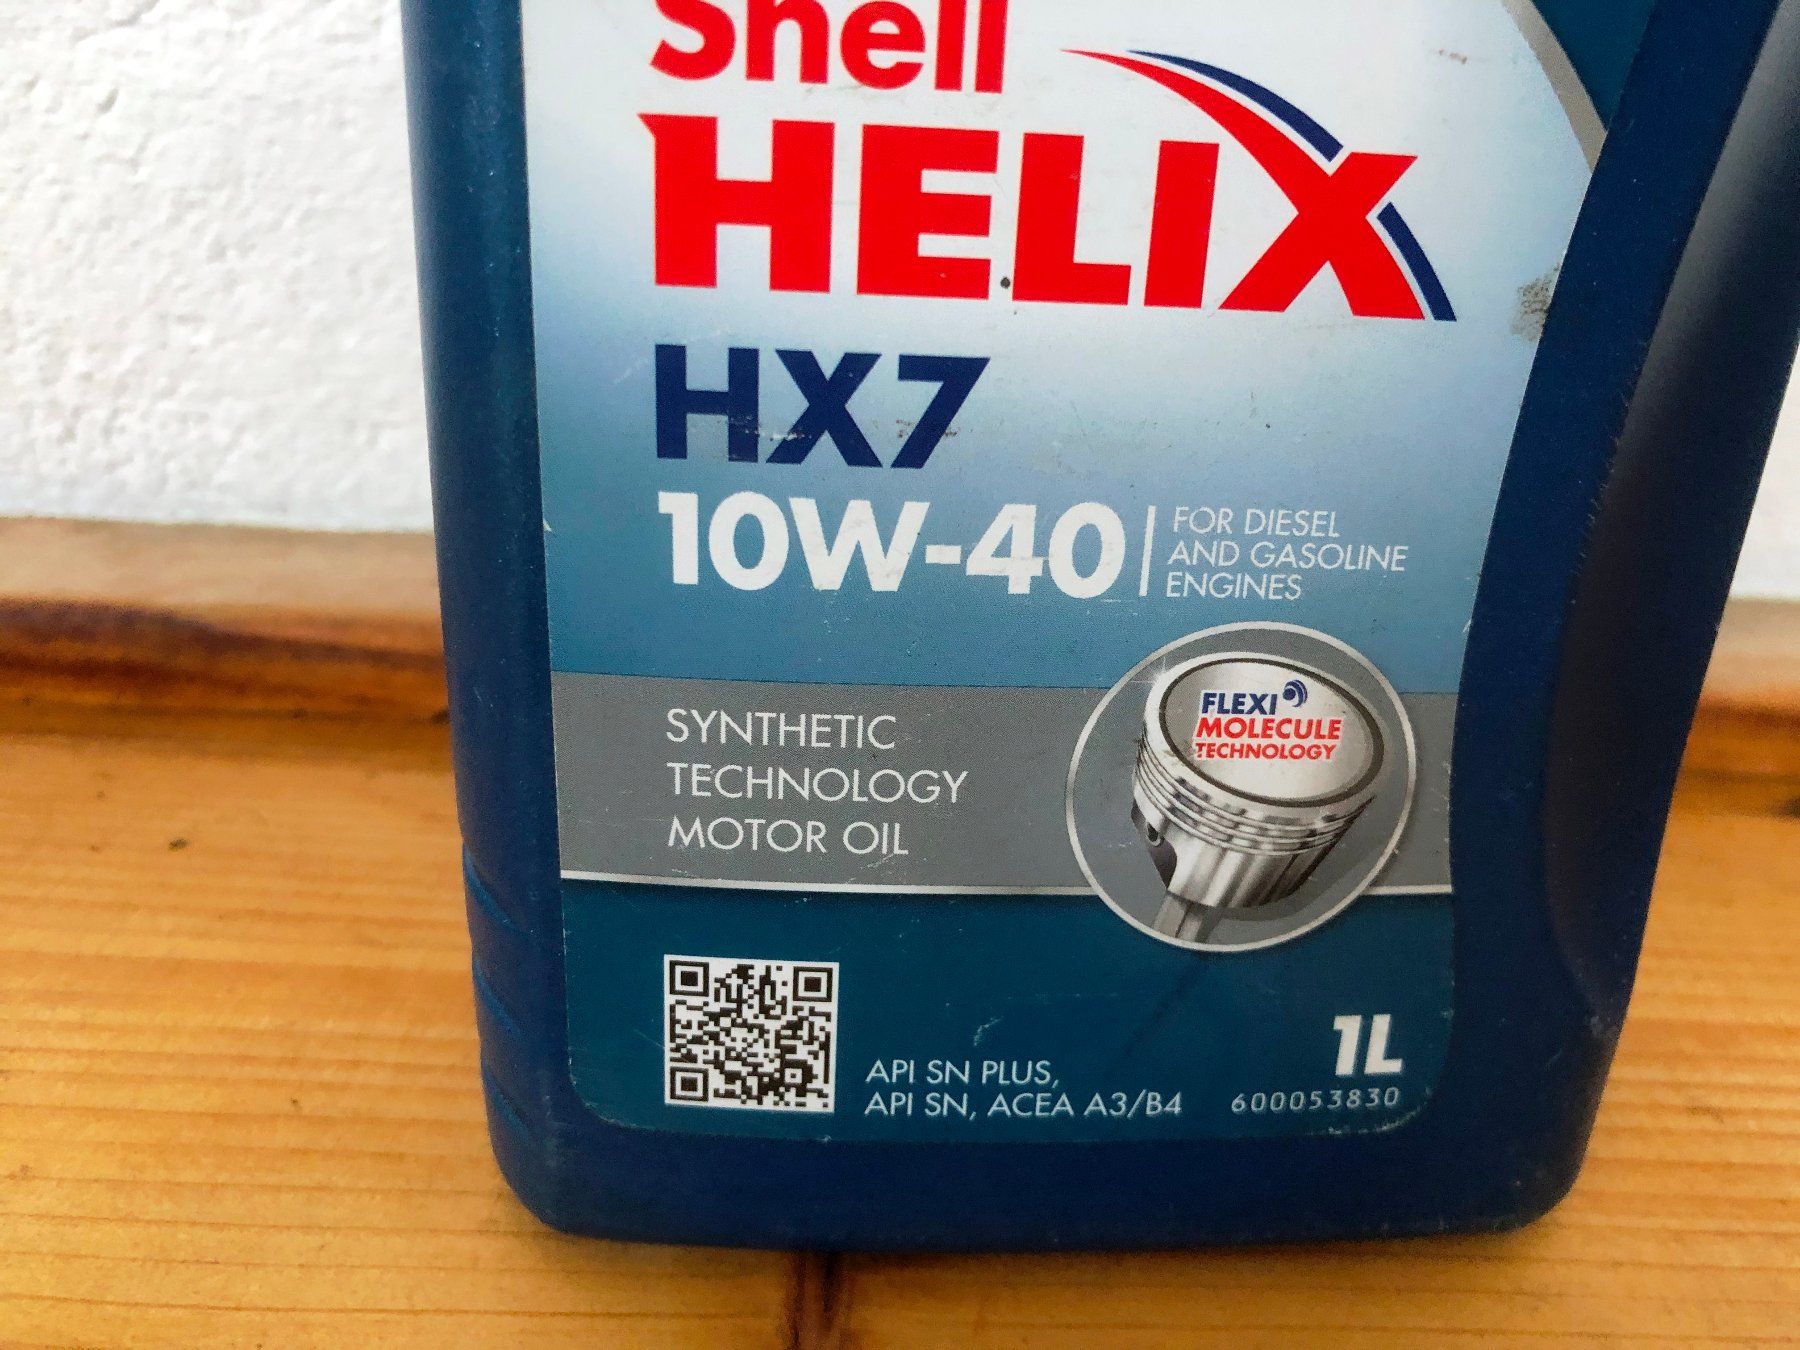 Shell
HELIX
HX7
10W-40
FOR DIESEL
AND GASOLINE
ENGINES
SYNTHETIC
TECHNOLOGY
MOTOR OIL
FLEXI
MOLECULE
TECHNOLOGY
1L
API SN PLUS,
API SN, ACEA A3/B4
600053830